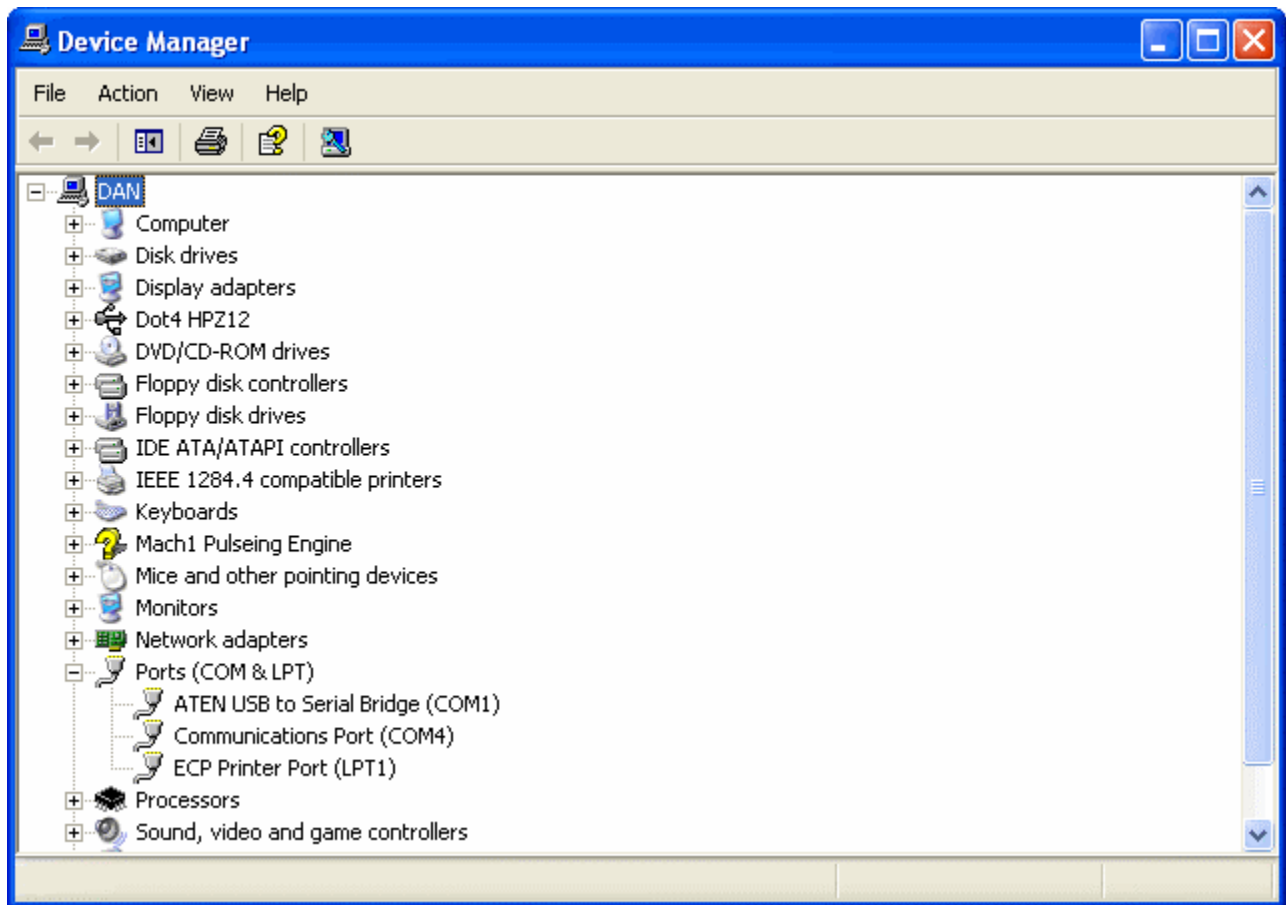 Device Manager
File Action View Help
DAN
Computer
Disk drives
Display adapters
Dot4 HPZ12
DVD/CD-ROM drives
Floppy disk controllers
Floppy disk drives
IDE ATA/ATAPI controllers
IEEE 1284.4 compatible printers
Keyboards
Mach1 Pulseing Engine
Mice and other pointing devices
Monitors
Network adapters
Ports (COM & LPT)
ATEN USB to Serial Bridge (COM1)
Communications Port (COM4)
ECP Printer Port (LPT1)
Processors
Sound, video and game controllers